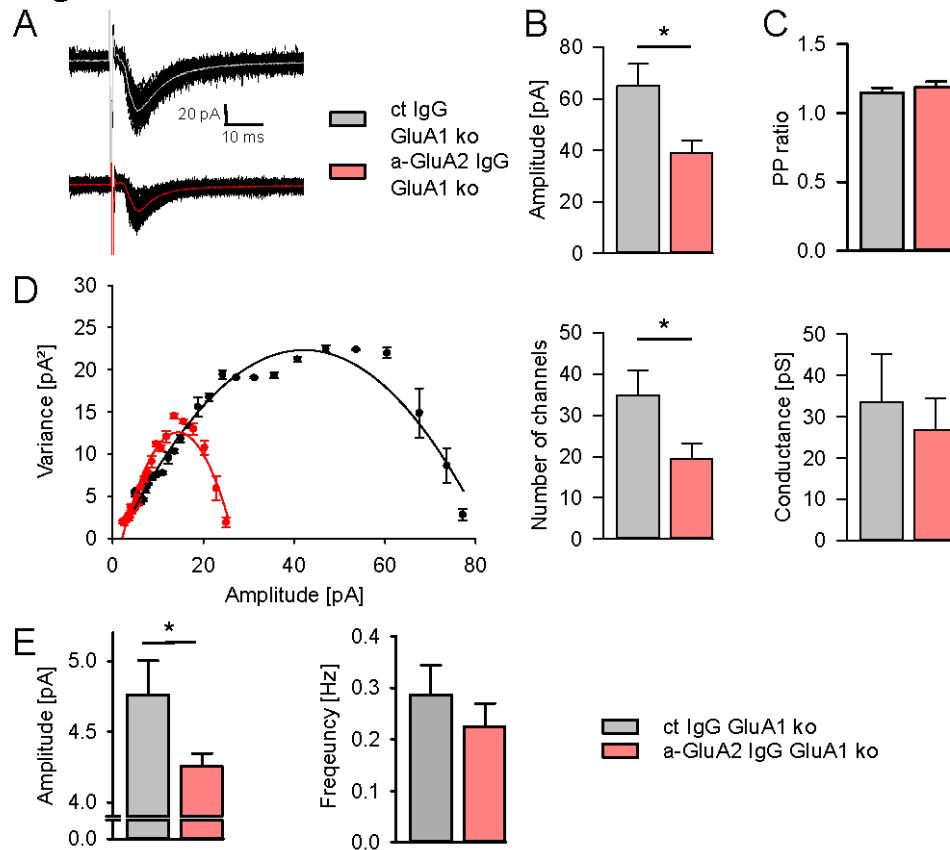 A
20 pA
10 ms
ct IgG
GluA1 ko
a-GluA2 IgG
GluA1 ko
B
*
80
60
40
20
0
Amplitude [pA]
C
1.5
1.0
0.5
0.0
PP ratio
D
30
25
20
15
10
5
0
Variance [pA²]
0 20 40 60 80
Amplitude [pA]
*
50
40
30
20
10
0
Number of channels
50
40
30
20
10
0
Conductance [pS]
E
*
5.0
4.5
4.0
0.0
Amplitude [pA]
0.4
0.3
0.2
0.1
0.0
Freqeuncy [Hz]
ct IgG GluA1 ko
a-GluA2 IgG GluA1 ko